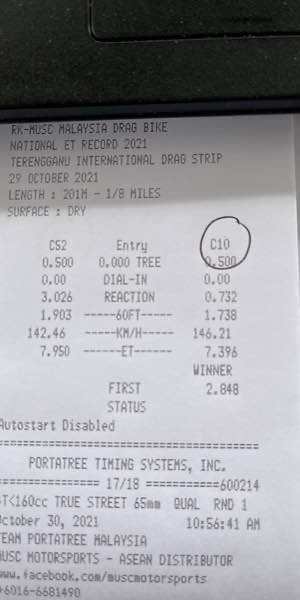 RK-MUSC MALAYSIA DRAG BIKE
NATIONAL ET RECORD 2021
TERENGGANU INTERNATIONAL DRAG STRIP
29 OCTOBER 2021
LENGTH : 201M - 1/8 MILES
SURFACE : DRY
C52 Entry C10
0.500 0.000 TREE 0.500
0.00 DIAL-IN 0.00
3.026 REACTION 0.732
1.903 -----60FT----- 1.738
142.46 -----KM/H----- 146.21
7.950 ------ET------ 7.396
WINNER
FIRST 2.848
STATUS
Autostart Disabled
======================================
PORTATREE TIMING SYSTEMS, INC.
=============== 17/18 ===========600214
ST<160cc TRUE STREET 65mm QUAL RND 1
October 30, 2021 10:56:41 AM
TEAM PORTATREE MALAYSIA
MUSC MOTORSPORTS - ASEAN DISTRIBUTOR
www.facebook.com/muscmotorsports
+6016-6681490